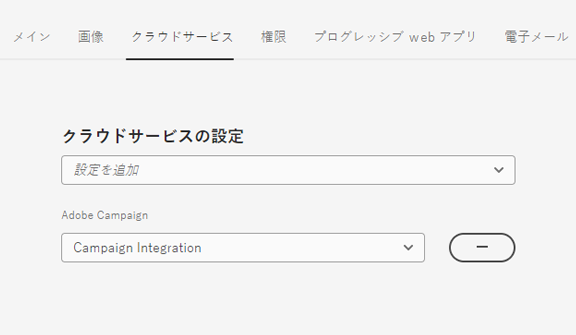 メイン 画像 クラウドサービス 権限 プログレッシブ web アプリ 電子メール
クラウドサービスの設定
設定を追加
Adobe Campaign
Campaign Integration